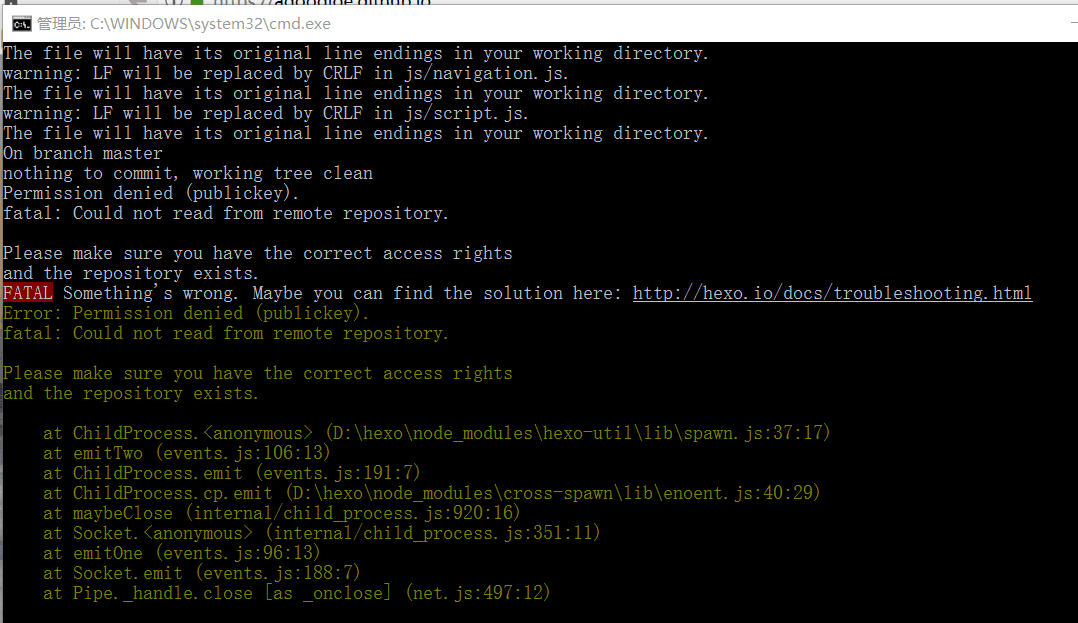 管理员: C:\WINDOWS\system32\cmd.exe
The file will have its original line endings in your working directory.
warning: LF will be replaced by CRLF in js/navigation.js.
The file will have its original line endings in your working directory.
warning: LF will be replaced by CRLF in js/script.js.
The file will have its original line endings in your working directory.
On branch master
nothing to commit, working tree clean
Permission denied (publickey).
fatal: Could not read from remote repository.
Please make sure you have the correct access rights
and the repository exists.
FATAL Something's wrong. Maybe you can find the solution here: http://hexo.io/docs/troubleshooting.html
Error: Permission denied (publickey).
fatal: Could not read from remote repository.
Please make sure you have the correct access rights
and the repository exists.
at ChildProcess.<anonymous> (D:\hexo\node_modules\hexo-util\lib\spawn.js:37:17)
at emitTwo (events.js:106:13)
at ChildProcess.emit (events.js:191:7)
at ChildProcess.cp.emit (D:\hexo\node_modules\cross-spawn\lib\enoent.js:40:29)
at maybeClose (internal/child_process.js:920:16)
at Socket.<anonymous> (internal/child_process.js:351:11)
at emitOne (events.js:96:13)
at Socket.emit (events.js:188:7)
at Pipe._handle.close [as _onclose] (net.js:497:12)